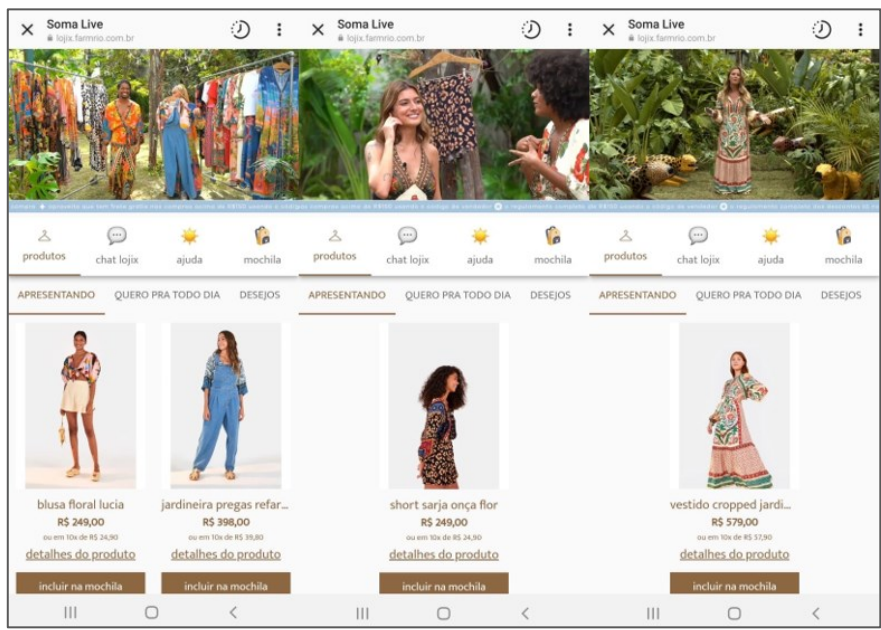 Soma Live
lojix.farmrio.com.br
produtos
chat lojix
ajuda
mochila
APRESENTANDO
QUERO PRA TODO DIA
DESEJOS
blusa floral lucia
R$ 249,00
ou em 10x de R$ 24,90
detalhes do produto
incluir na mochila
jardineira pregas refar...
R$ 398,00
ou em 10x de R$ 39,80
detalhes do produto
incluir na mochila
Soma Live
lojix.farmrio.com.br
produtos
chat lojix
ajuda
mochila
APRESENTANDO
QUERO PRA TODO DIA
DESEJOS
short sarja onça flor
R$ 249,00
ou em 10x de R$ 24,90
detalhes do produto
incluir na mochila
Soma Live
lojix.farmrio.com.br
produtos
chat lojix
ajuda
mochila
APRESENTANDO
QUERO PRA TODO DIA
DESEJOS
vestido cropped jardi...
R$ 579,00
ou em 10x de R$ 57,90
detalhes do produto
incluir na mochila